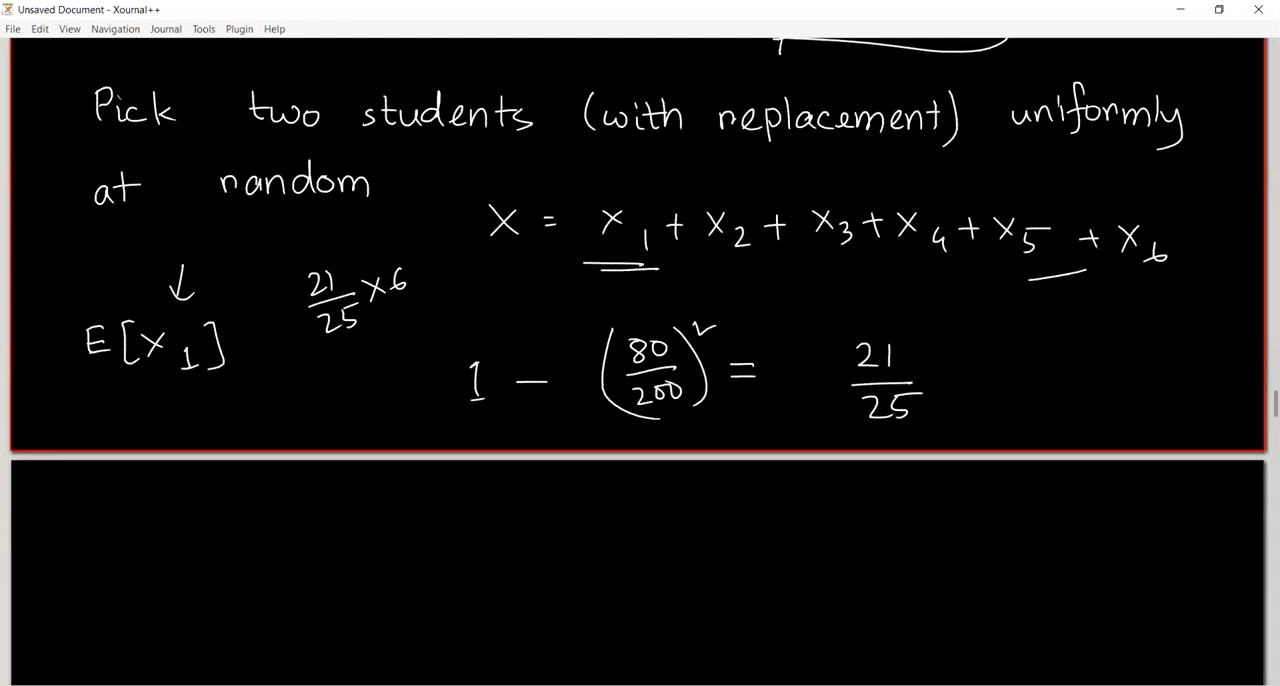 Unsaved Document - Xournal++
File Edit View Navigation Journal Tools Plugin Help
Pick two students (with replacement) uniformly
at random
X = X₁ + X₂ + X₃ + X₄ + X₅ + X₆
↓ 21/25 × 6
E[X₁]
1 − (80/200)² = 21/25